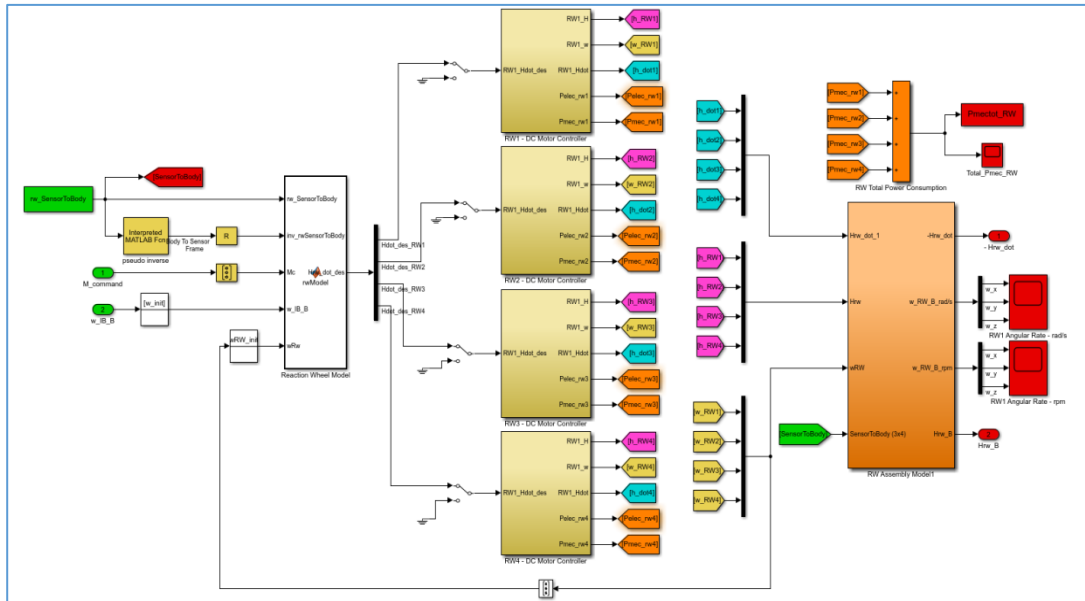 rw_SensorToBody
[SensorToBody]
Interpreted
MATLAB Fcn
pseudo inverse
ody To Sensor
Frame
R
1
M_command
2
w_IB_B
[w_init]
wRW_init
rw_SensorToBody
inv_rwSensorToBody
Mc
w_IB_B
wRw
rwModel
Reaction Wheel Model
Hdot_des_RW1
Hdot_des_RW2
Hdot_des_RW3
Hdot_des_RW4
RW1_Hdot_des
RW1_H
RW1_w
RW1_Hdot
Pelec_rw1
Pmec_rw1
[h_RW1]
[w_RW1]
[h_dot1]
[Pelec_rw1]
[Pmec_rw1]
RW1 - DC Motor Controller
RW1_Hdot_des
RW1_H
RW1_w
RW1_Hdot
Pelec_rw2
Pmec_rw2
[h_RW2]
[w_RW2]
[h_dot2]
[Pelec_rw2]
[Pmec_rw2]
RW2 - DC Motor Controller
RW1_Hdot_des
RW1_H
RW1_w
RW1_Hdot
Pelec_rw3
Pmec_rw3
[h_RW3]
[w_RW3]
[h_dot3]
[Pelec_rw3]
[Pmec_rw3]
RW3 - DC Motor Controller
RW1_Hdot_des
RW1_H
RW1_w
RW1_Hdot
Pelec_rw4
Pmec_rw4
[h_RW4]
[w_RW4]
[h_dot4]
[Pelec_rw4]
[Pmec_rw4]
RW4 - DC Motor Controller
[h_dot1]
[h_dot2]
[h_dot3]
[h_dot4]
[h_RW1]
[h_RW2]
[h_RW3]
[h_RW4]
[w_RW1]
[w_RW2]
[w_RW3]
[w_RW4]
[Pmec_rw1]
[Pmec_rw2]
[Pmec_rw3]
[Pmec_rw4]
+
+
+
+
RW Total Power Consumption
Total_Pmec_RW
[SensorToBody]
Hrw_dot_1
Hrw
wRW
SensorToBody (3x4)
-Hrw_dot
w_RW_B_rad/s
w_RW_B_rpm
Hrw_B
RW Assembly Model1
1
- Hrw_dot
w_x
w_y
w_z
RW1 Angular Rate - rad/s
w_x
w_y
w_z
RW1 Angular Rate - rpm
2
Hrw_B